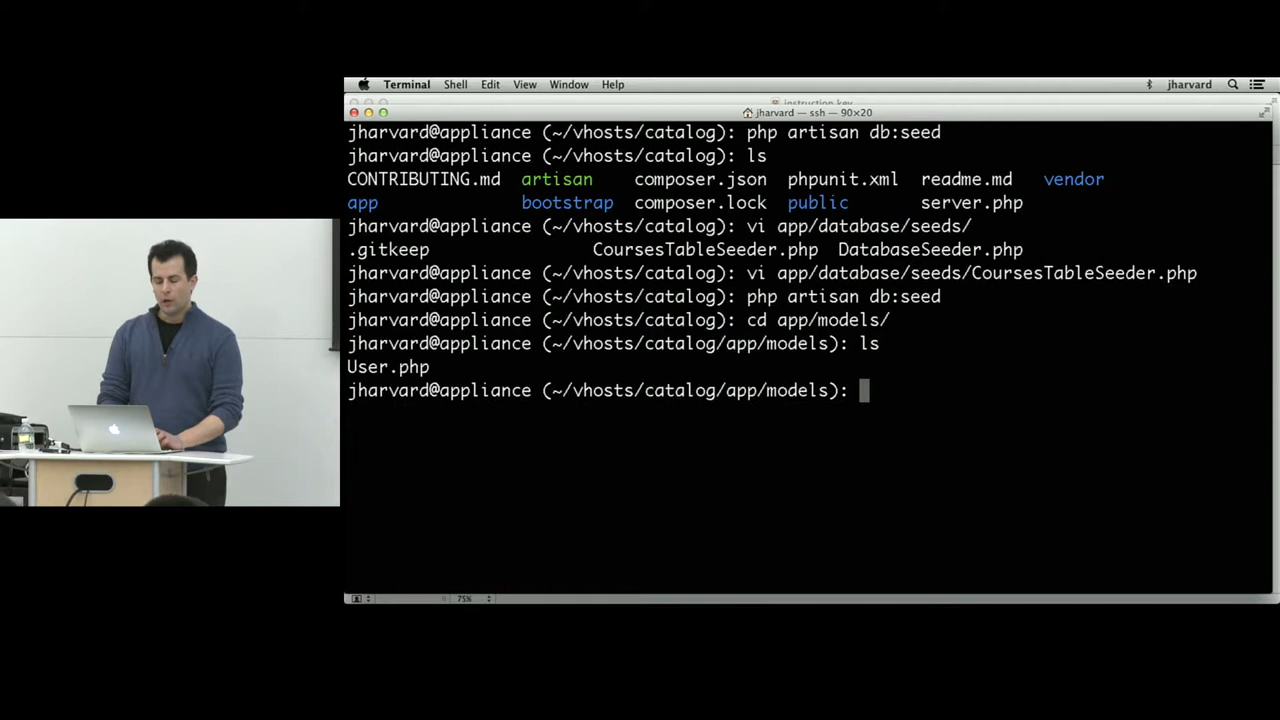 Terminal Shell Edit View Window Help jharvard
instruction.key
jharvard — ssh — 90×20
jharvard@appliance (~/vhosts/catalog): php artisan db:seed
jharvard@appliance (~/vhosts/catalog): ls
CONTRIBUTING.md artisan composer.json phpunit.xml readme.md vendor
app bootstrap composer.lock public server.php
jharvard@appliance (~/vhosts/catalog): vi app/database/seeds/
.gitkeep CoursesTableSeeder.php DatabaseSeeder.php
jharvard@appliance (~/vhosts/catalog): vi app/database/seeds/CoursesTableSeeder.php
jharvard@appliance (~/vhosts/catalog): php artisan db:seed
jharvard@appliance (~/vhosts/catalog): cd app/models/
jharvard@appliance (~/vhosts/catalog/app/models): ls
User.php
jharvard@appliance (~/vhosts/catalog/app/models):
75%